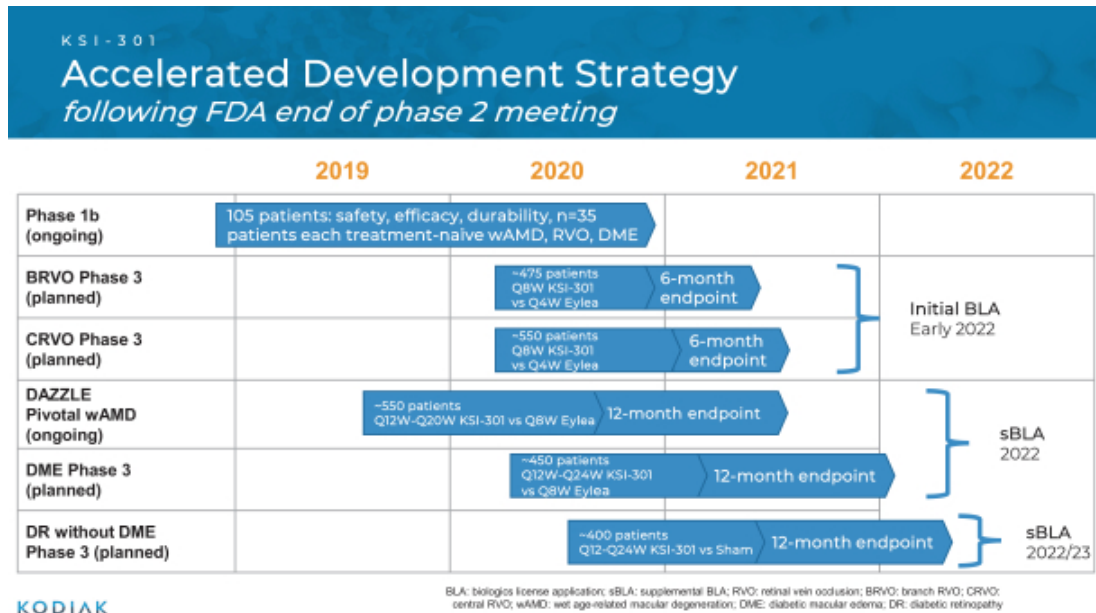 KSI-301
Accelerated Development Strategy
following FDA end of phase 2 meeting
2019 2020 2021 2022
Phase 1b
(ongoing)
105 patients: safety, efficacy, durability, n=35
patients each treatment-naïve wAMD, RVO, DME
BRVO Phase 3
(planned)
~475 patients
Q8W KSI-301
vs Q4W Eylea
6-month
endpoint
CRVO Phase 3
(planned)
~550 patients
Q8W KSI-301
vs Q4W Eylea
6-month
endpoint
Initial BLA
Early 2022
DAZZLE
Pivotal wAMD
(ongoing)
~550 patients
Q12W-Q20W KSI-301 vs Q8W Eylea
12-month endpoint
DME Phase 3
(planned)
~450 patients
Q12W-Q24W KSI-301
vs Q8W Eylea
12-month endpoint
sBLA
2022
DR without DME
Phase 3 (planned)
~400 patients
Q12-Q24W KSI-301 vs Sham
12-month endpoint
sBLA
2022/23
KODIAK
BLA: biologics license application; sBLA: supplemental BLA; RVO: retinal vein occlusion; BRVO: branch RVO; CRVO:
central RVO; wAMD: wet age-related macular degeneration; DME: diabetic macular edema; DR: diabetic retinopathy